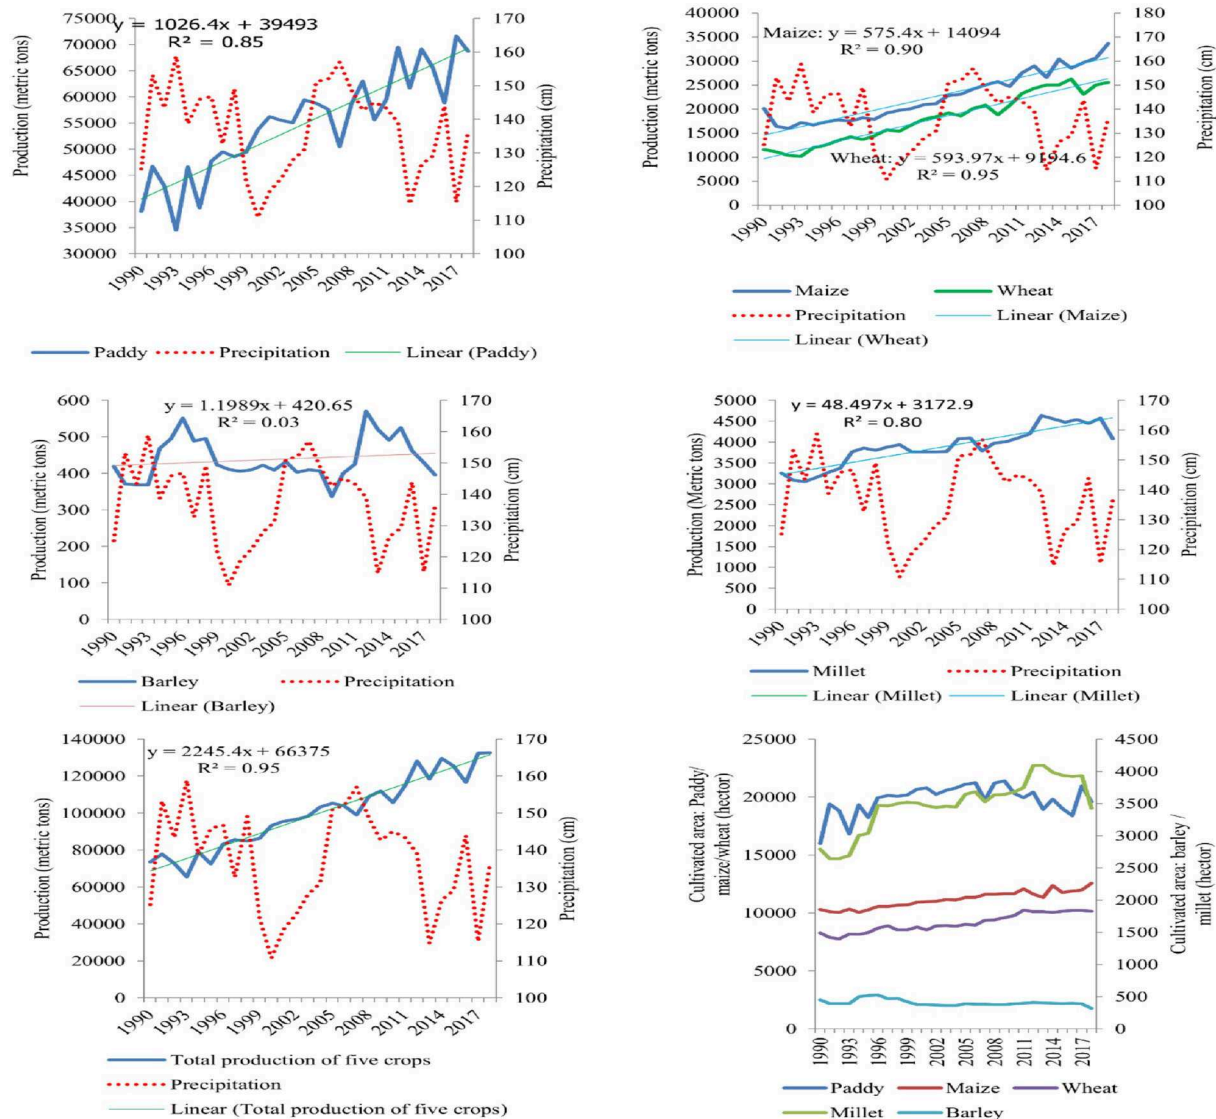 y = 1026.4x + 39493
R² = 0.85
Production (metric tons)
75000
70000
65000
60000
55000
50000
45000
40000
35000
30000
170
160
150
140
130
120
110
100
Precipitation (cm)
1990 1993 1996 1999 2002 2005 2008 2011 2014 2017
Paddy Precipitation Linear (Paddy)
Maize: y = 575.4x + 14094
R² = 0.90
Wheat: y = 593.97x + 9194.6
R² = 0.95
Production (metric tons)
40000
35000
30000
25000
20000
15000
10000
5000
0
180
170
160
150
140
130
120
110
100
Precipitation (cm)
1990 1993 1996 1999 2002 2005 2008 2011 2014 2017
Maize Wheat
Precipitation Linear (Maize)
Linear (Wheat)
y = 1.1989x + 420.65
R² = 0.03
Production (metric tons)
600
500
400
300
200
100
0
170
160
150
140
130
120
110
100
Precipitation (cm)
1990 1993 1996 1999 2002 2005 2008 2011 2014 2017
Barley Precipitation
Linear (Barley)
y = 48.497x + 3172.9
R² = 0.80
Production (Metric tons)
5000
4500
4000
3500
3000
2500
2000
1500
1000
500
0
170
160
150
140
130
120
110
100
Precipitation (cm)
1990 1993 1996 1999 2002 2005 2008 2011 2014 2017
Millet Precipitation
Linear (Millet) Linear (Millet)
y = 2245.4x + 66375
R² = 0.95
Production (metric tons)
140000
120000
100000
80000
60000
40000
20000
0
170
160
150
140
130
120
110
100
Precipitation (cm)
1990 1993 1996 1999 2002 2005 2008 2011 2014 2017
Total production of five crops
Precipitation
Linear (Total production of five crops)
Cultivated area: Paddy/
maize/wheat (hector)
25000
20000
15000
10000
5000
0
4500
4000
3500
3000
2500
2000
1500
1000
500
0
Cultivated area: barley /
millet (hector)
1990 1993 1996 1999 2002 2005 2008 2011 2014 2017
Paddy Maize Wheat
Millet Barley